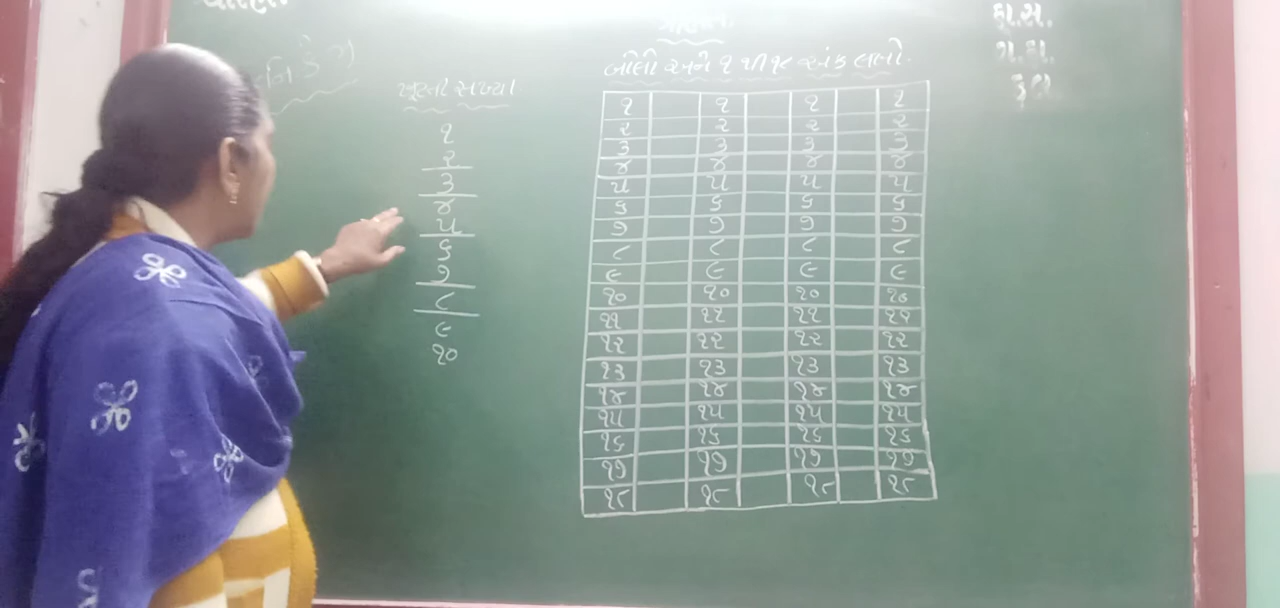 ખૂટતી સંખ્યા
૧
૨
૩
૪
૫
૬
૭
૮
૯
૧૦
બોલો અને ૧ થી ૧૮ અંક લખો.
૧ ૧ ૧ ૧
૨ ૨ ૨ ૨
૩ ૩ ૩ ૩
૪ ૪ ૪ ૪
૫ ૫ ૫ ૫
૬ ૬ ૬ ૬
૭ ૭ ૭ ૭
૮ ૮ ૮ ૮
૯ ૯ ૯ ૯
૧૦ ૧૦ ૧૦ ૧૦
૧૧ ૧૧ ૧૧ ૧૧
૧૨ ૧૨ ૧૨ ૧૨
૧૩ ૧૩ ૧૩ ૧૩
૧૪ ૧૪ ૧૪ ૧૪
૧૫ ૧૫ ૧૫ ૧૫
૧૬ ૧૬ ૧૬ ૧૬
૧૭ ૧૭ ૧૭ ૧૭
૧૮ ૧૮ ૧૮ ૧૮